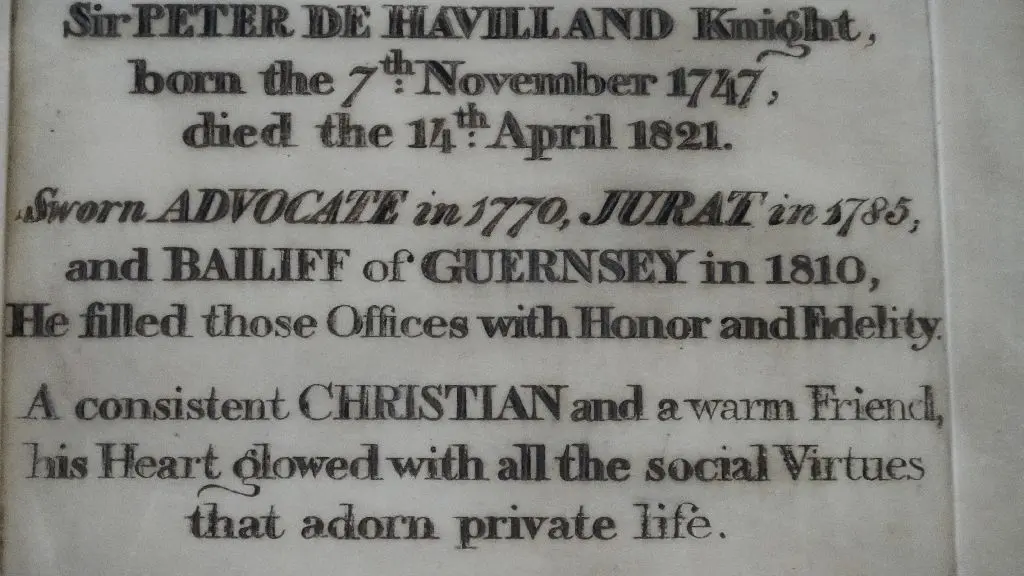 Sir PETER DE HAVILLAND Knight,
born the 7th: November 1747,
died the 14th: April 1821.
Sworn ADVOCATE in 1770, JURAT in 1785,
and BAILIFF of GUERNSEY in 1810,
He filled those Offices with Honor and Fidelity.
A consistent CHRISTIAN and a warm Friend,
his Heart glowed with all the social Virtues
that adorn private life.